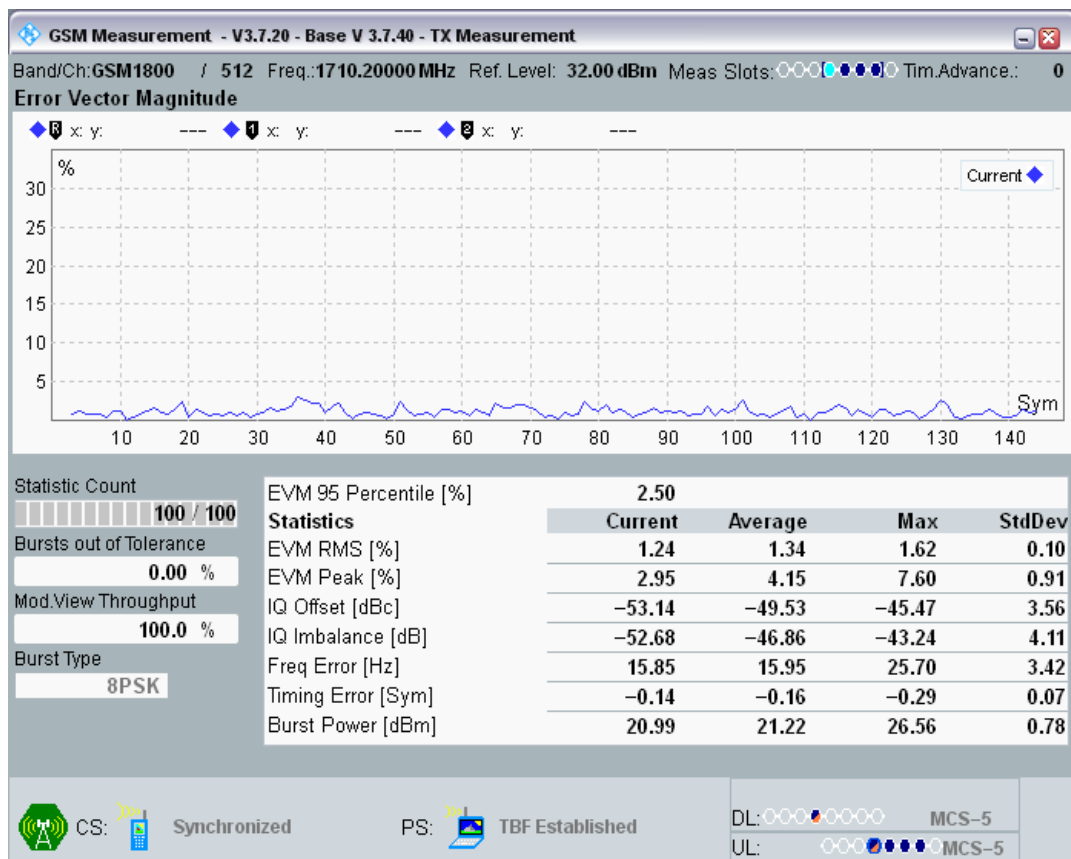 GSM Measurement - V3.7.20 - Base V 3.7.40 - TX Measurement
Band/Ch:GSM1800 / 512 Freq.:1710.20000 MHz Ref. Level: 32.00 dBm Meas Slots: Tim.Advance.: 0
Error Vector Magnitude
R x: y: --- 1 x: y: --- 2 x: y: ---
%
Current
30
25
20
15
10
5
Sym
10 20 30 40 50 60 70 80 90 100 110 120 130 140
Statistic Count
100 / 100
Bursts out of Tolerance
0.00 %
Mod.View Throughput
100.0 %
Burst Type
8PSK
EVM 95 Percentile [%] 2.50
Statistics Current Average Max StdDev
EVM RMS [%] 1.24 1.34 1.62 0.10
EVM Peak [%] 2.95 4.15 7.60 0.91
IQ Offset [dBc] −53.14 −49.53 −45.47 3.56
IQ Imbalance [dB] −52.68 −46.86 −43.24 4.11
Freq Error [Hz] 15.85 15.95 25.70 3.42
Timing Error [Sym] −0.14 −0.16 −0.29 0.07
Burst Power [dBm] 20.99 21.22 26.56 0.78
CS: Synchronized PS: TBF Established
DL: MCS−5
UL: MCS−5